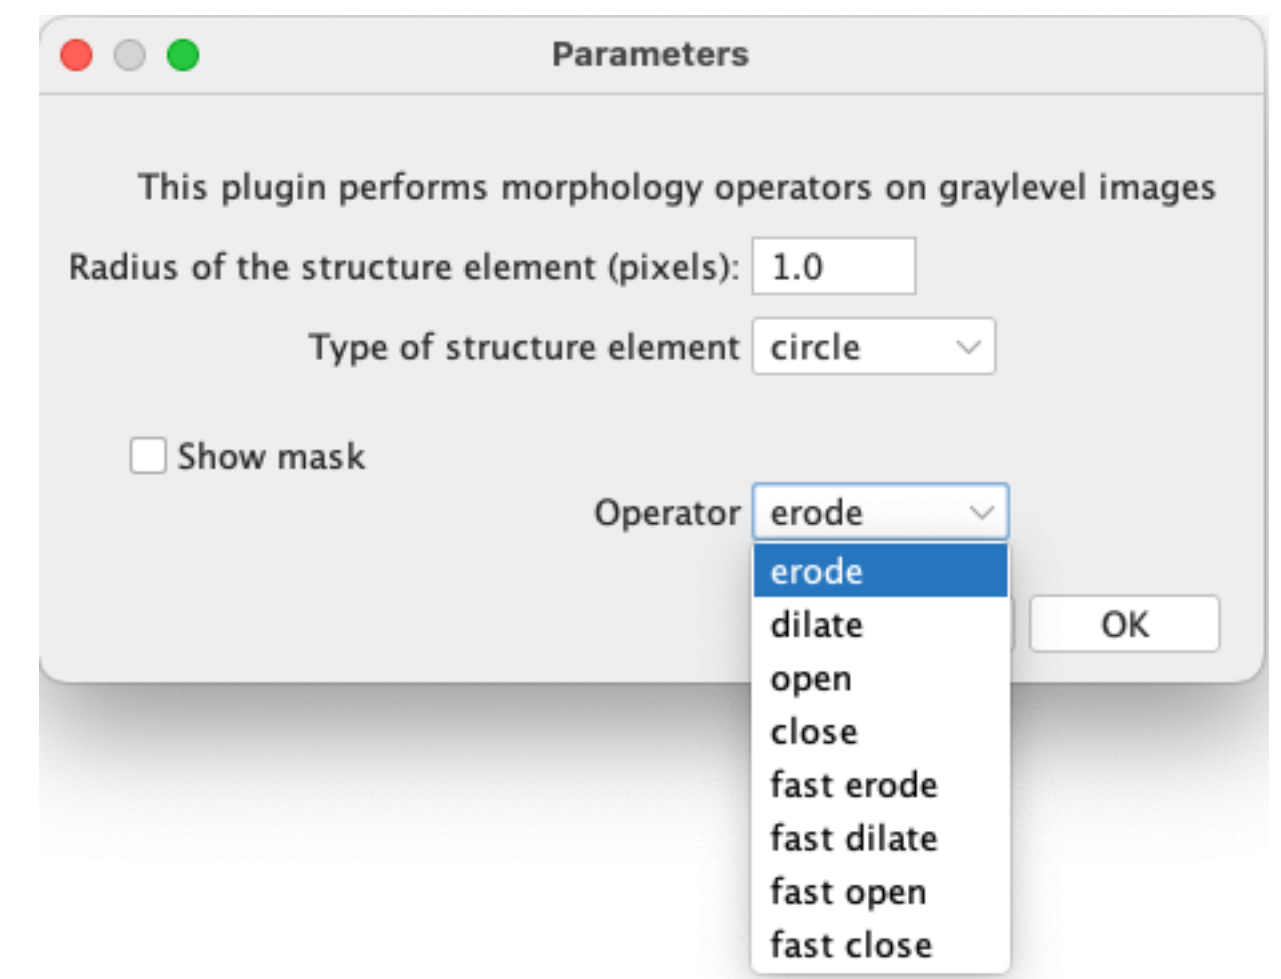 Parameters
This plugin performs morphology operators on graylevel images
Radius of the structure element (pixels): 1.0
Type of structure element circle
Show mask
Operator erode
erode
dilate
OK
open
close
fast erode
fast dilate
fast open
fast close